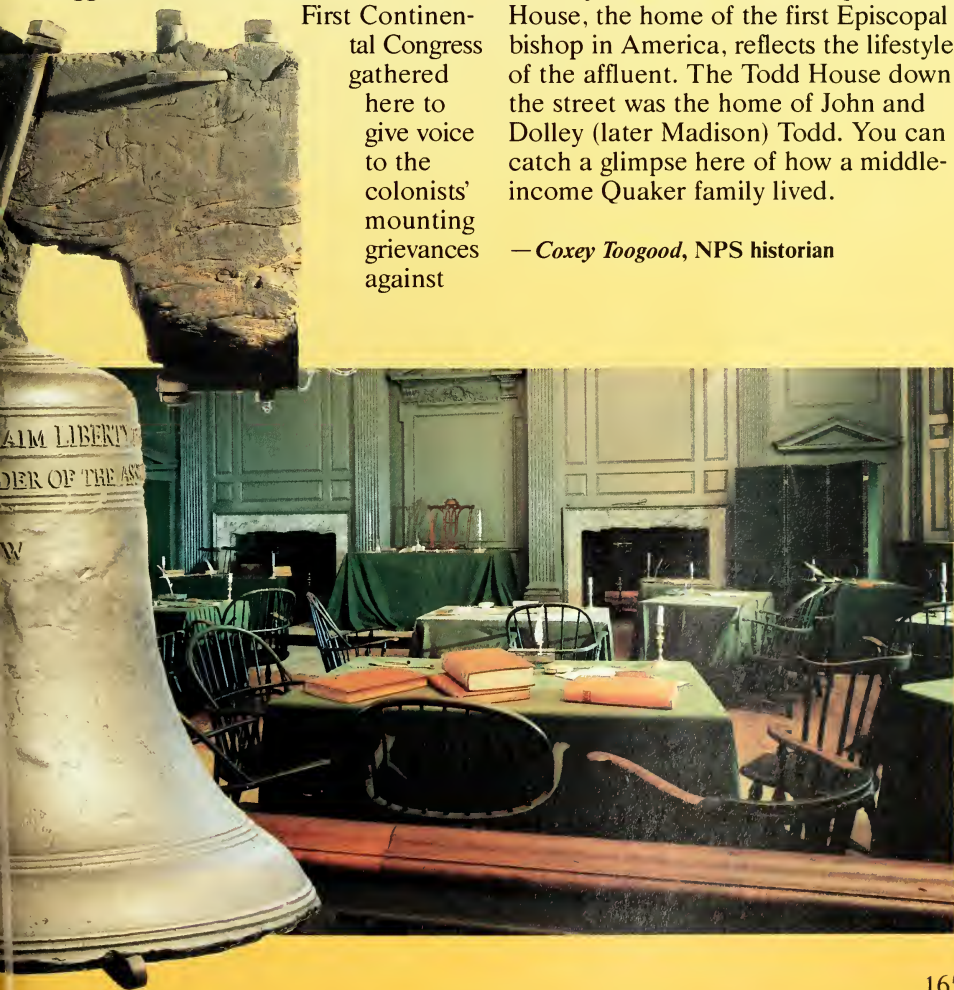 First Continen-
tal Congress
gathered
here to
give voice
to the
colonists'
mounting
grievances
against
House, the home of the first Episcopal
bishop in America, reflects the lifestyle
of the affluent. The Todd House down
the street was the home of John and
Dolley (later Madison) Todd. You can
catch a glimpse here of how a middle-
income Quaker family lived.
—Coxey Toogood, NPS historian
AIM LIBERTY
DER OF THE ASS
W